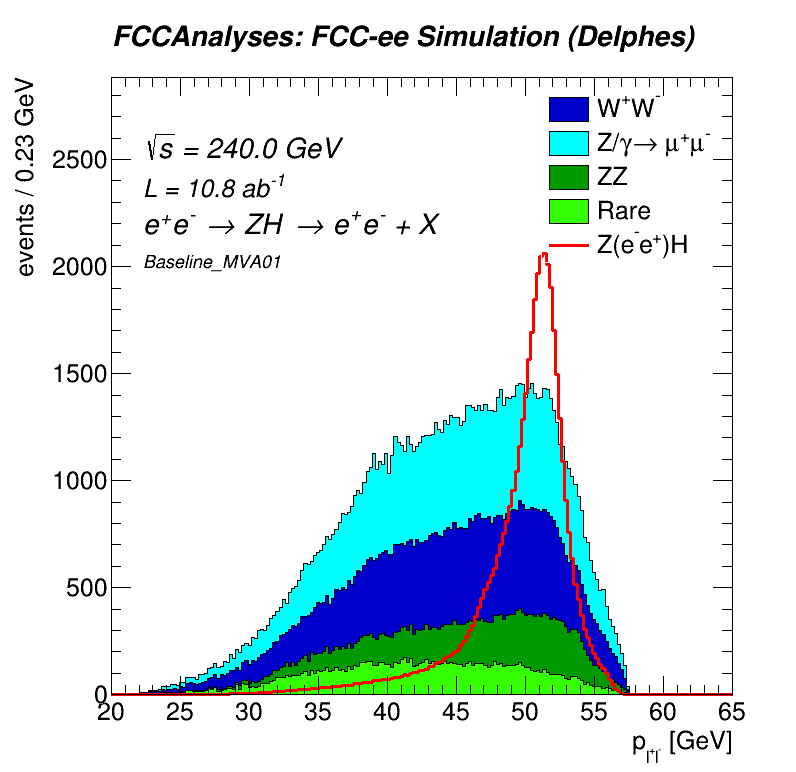 FCCAnalyses: FCC-ee Simulation (Delphes)
events / 0.23 GeV
√s = 240.0 GeV
L = 10.8 ab⁻¹
e⁺e⁻ → ZH → e⁺e⁻ + X
Baseline_MVA01
W⁺W⁻
Z/γ→ μ⁺μ⁻
ZZ
Rare
Z(e⁻e⁺)H
2500
2000
1500
1000
500
0
20 25 30 35 40 45 50 55 60 65
p_l⁺l⁻ [GeV]